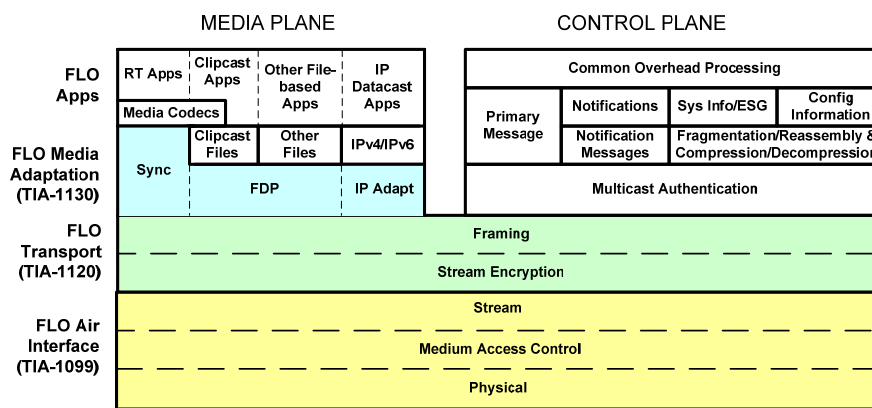 MEDIA PLANE
CONTROL PLANE
FLO
Apps
RT Apps
Clipcast
Apps
Other File-
based
Apps
IP
Datacast
Apps
Media Codecs
Common Overhead Processing
Primary
Message
Notifications
Sys Info/ESG
Config
Information
FLO Media
Adaptation
(TIA-1130)
Sync
Clipcast
Files
Other
Files
IPv4/IPv6
Notification
Messages
Fragmentation/Reassembly &
Compression/Decompression
FDP
IP Adapt
Multicast Authentication
FLO
Transport
(TIA-1120)
Framing
Stream Encryption
FLO Air
Interface
(TIA-1099)
Stream
Medium Access Control
Physical